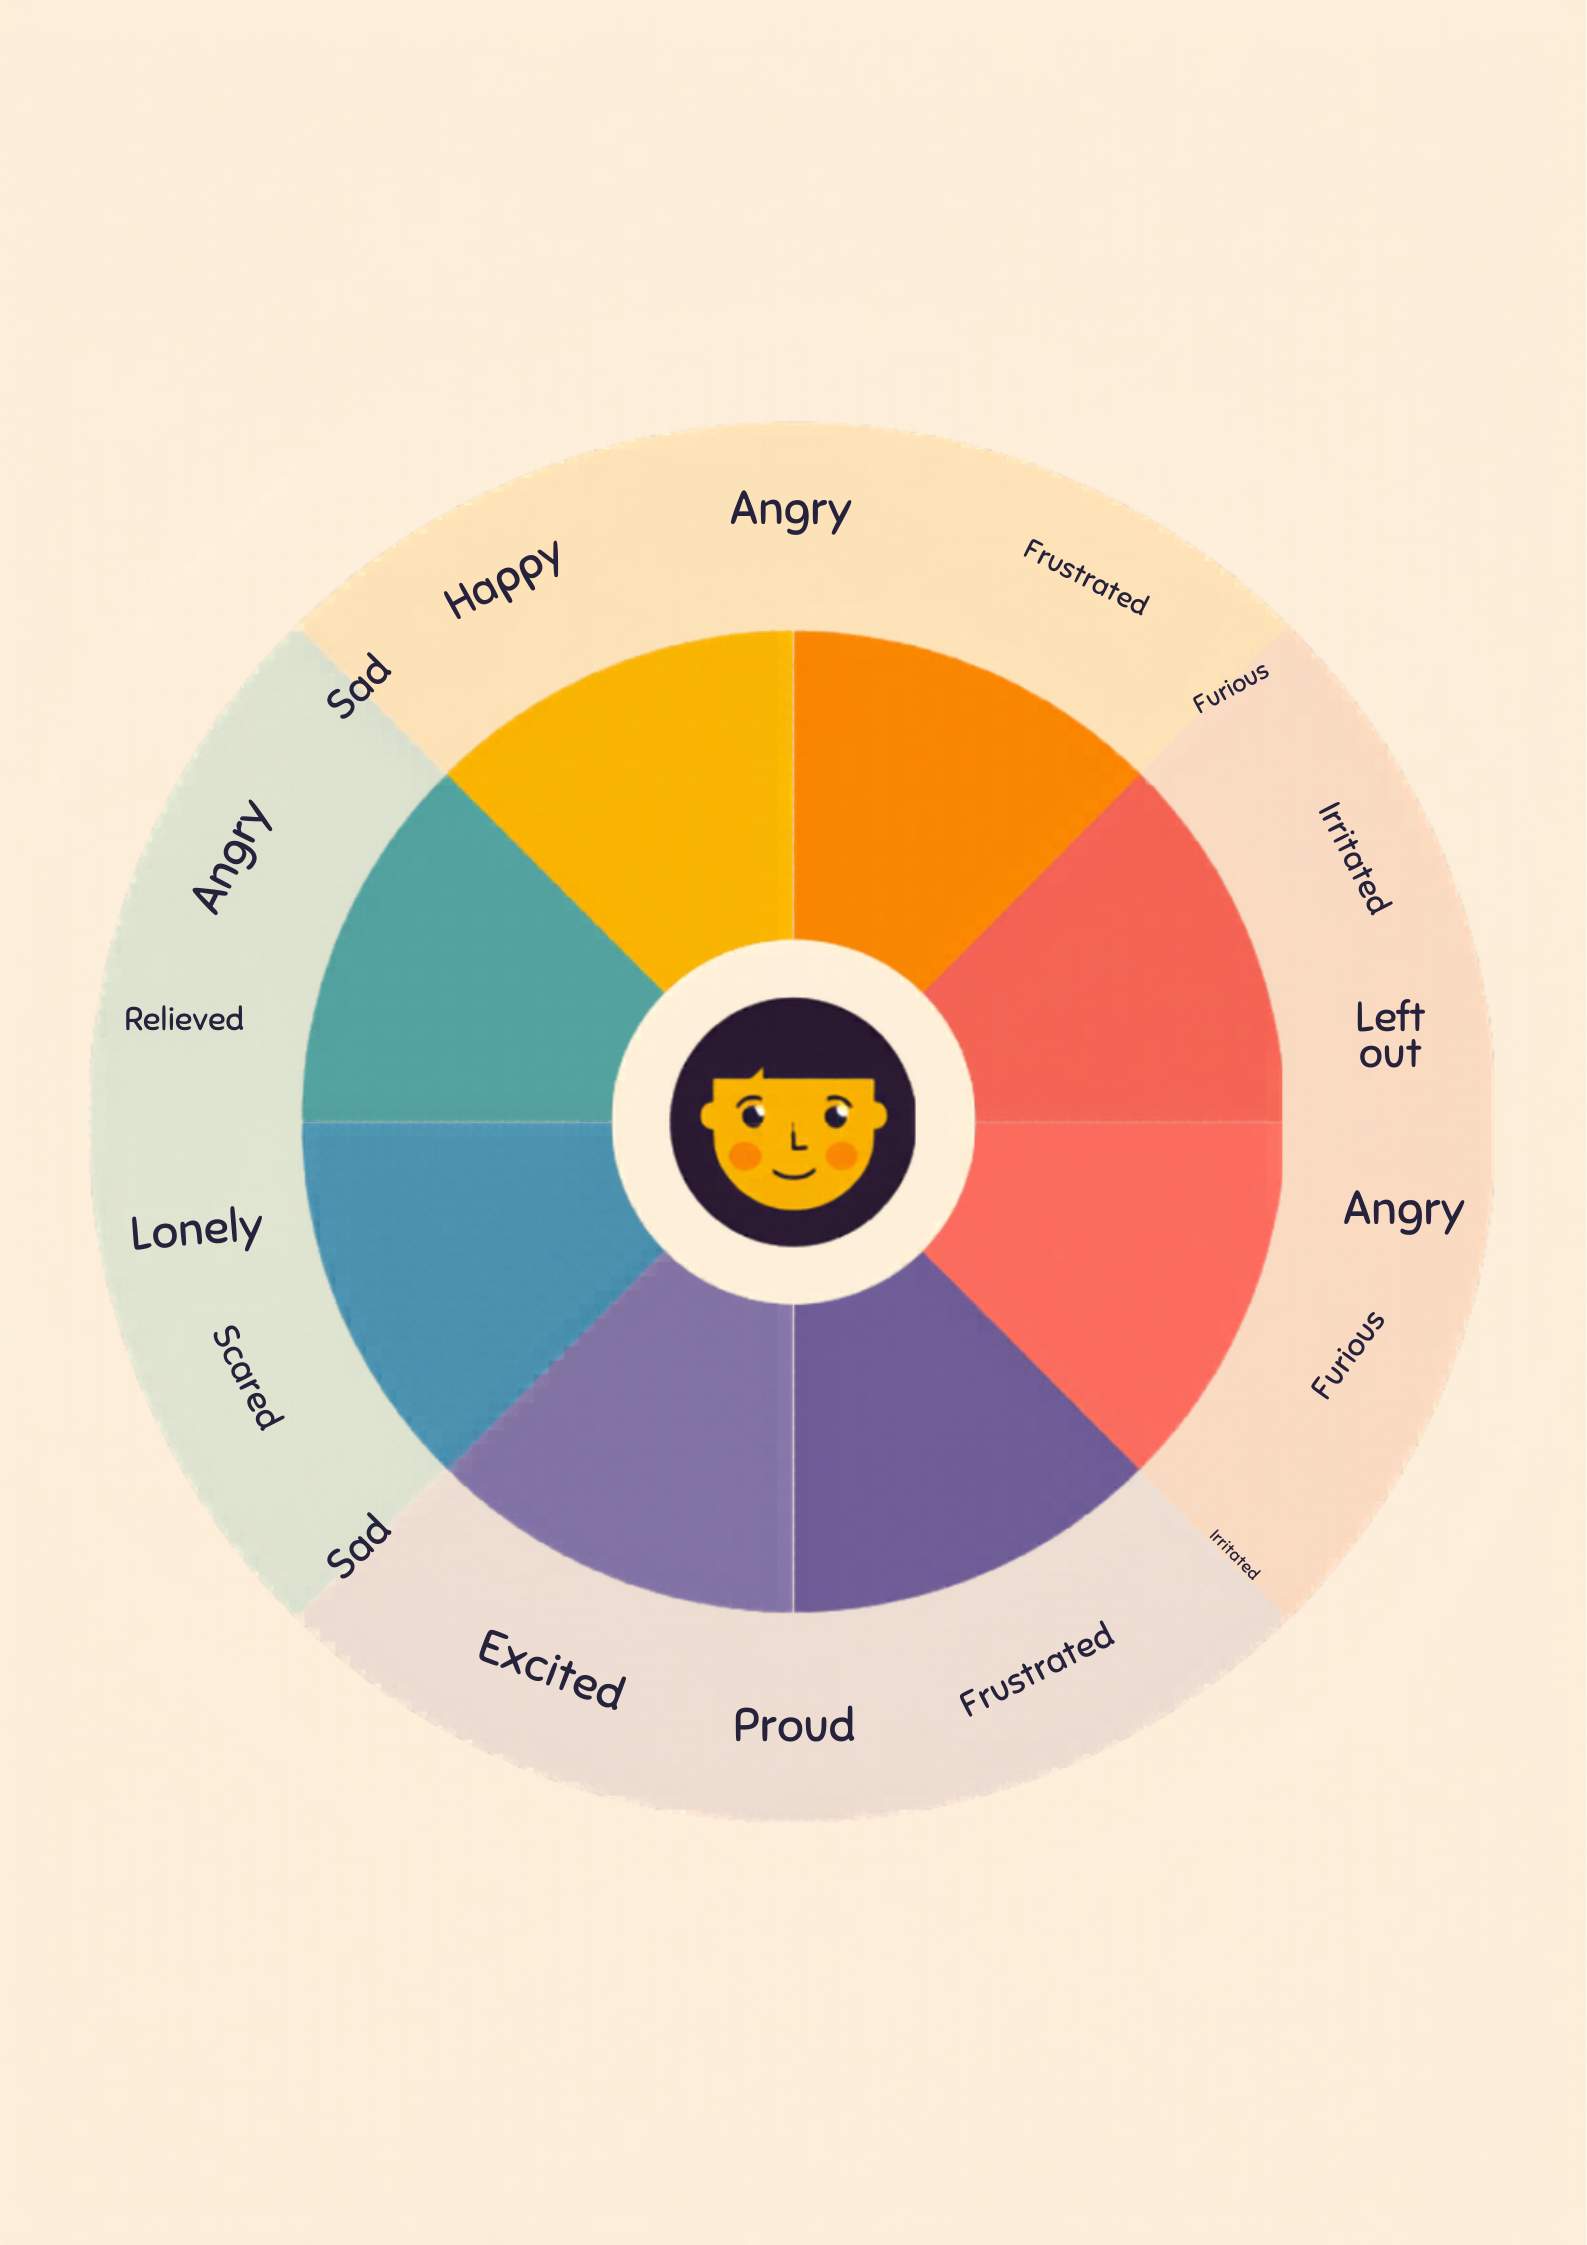 Angry
Frustrated
Happy
Furious
Sad
Irritated
Angry
Left
out
Relieved
Angry
Lonely
Furious
Scared
Irritated
Sad
Frustrated
Excited
Proud